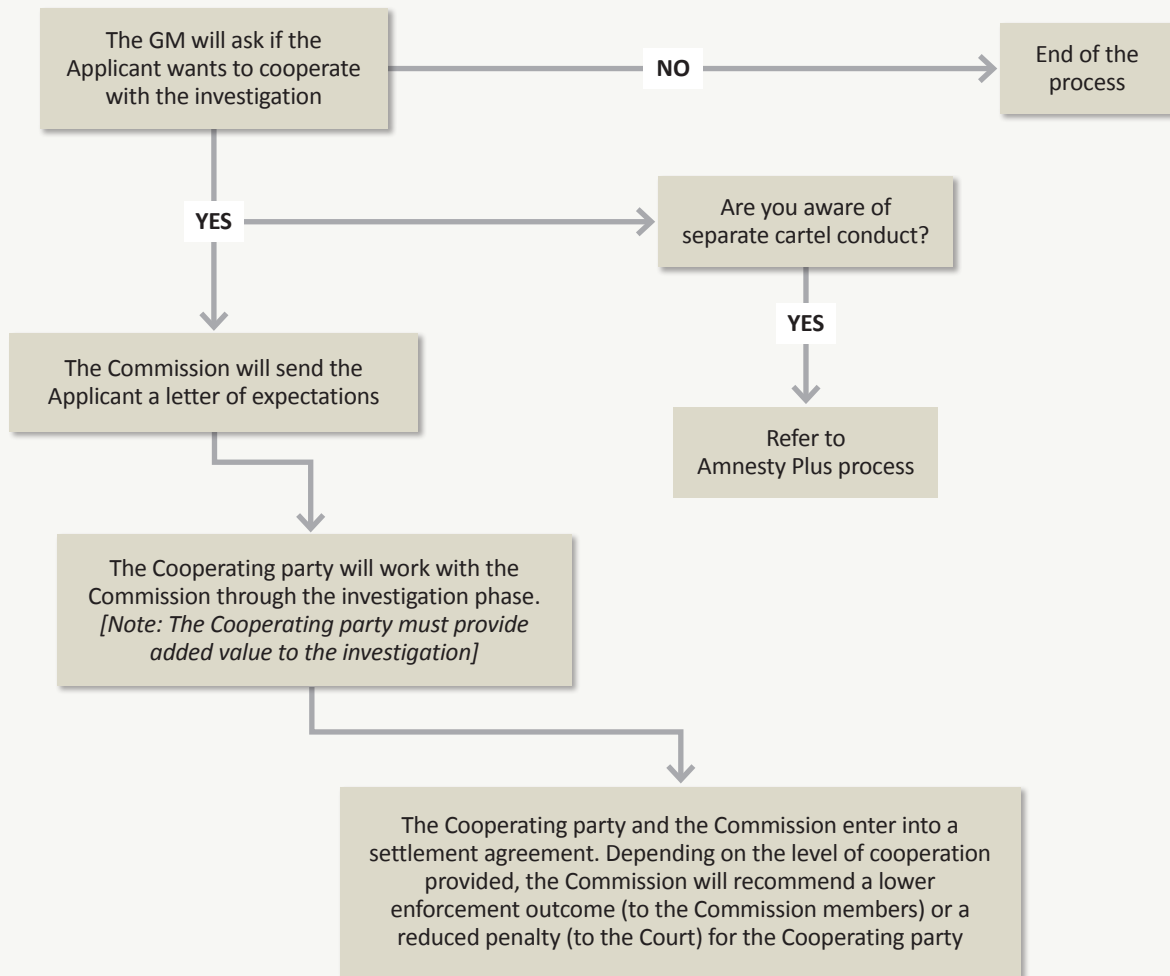 The GM will ask if the
Applicant wants to cooperate
with the investigation
NO
End of the
process
YES
Are you aware of
separate cartel conduct?
YES
The Commission will send the
Applicant a letter of expectations
Refer to
Amnesty Plus process
The Cooperating party will work with the
Commission through the investigation phase.
[Note: The Cooperating party must provide
added value to the investigation]
The Cooperating party and the Commission enter into a
settlement agreement. Depending on the level of cooperation
provided, the Commission will recommend a lower
enforcement outcome (to the Commission members) or a
reduced penalty (to the Court) for the Cooperating party